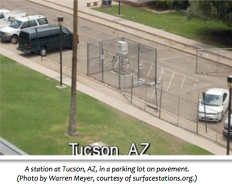 Tucson, AZ
A station at Tucson, AZ, in a parking lot on pavement.
(Photo by Warren Meyer, courtesy of surfacestations.org.)